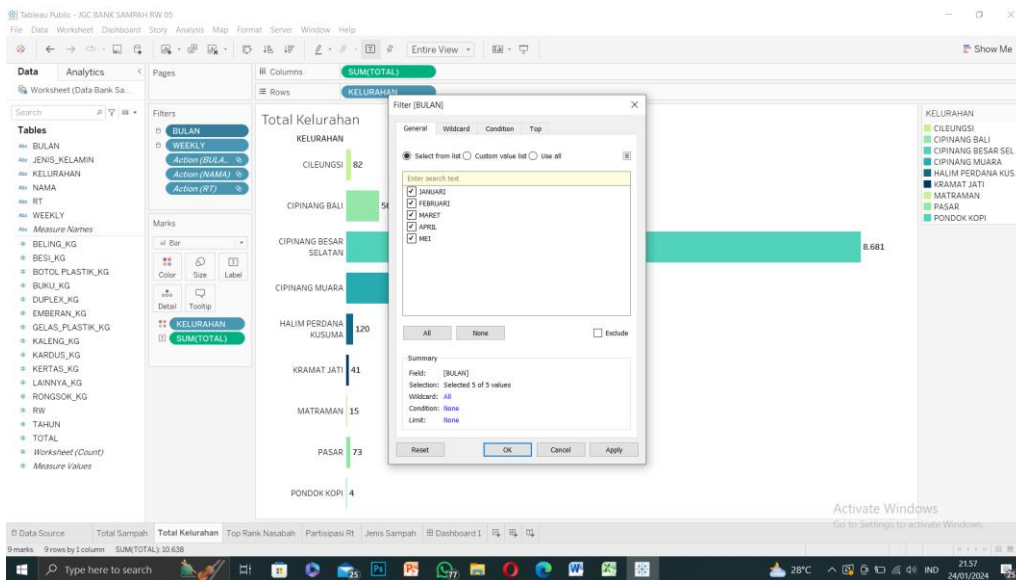 Tableau Public - JGC BANK SAMPAH RW 05
File Data Worksheet Dashboard Story Analysis Map Format Server Window Help
Entire View
Show Me
Data Analytics
Worksheet (Data Bank Sa...
Search
Tables
Abc BULAN
Abc JENIS_KELAMIN
Abc KELURAHAN
Abc NAMA
Abc RT
Abc WEEKLY
Abc Measure Names
# BELING_KG
# BESI_KG
# BOTOL PLASTIK_KG
# BUKU_KG
# DUPLEX_KG
# EMBERAN_KG
# GELAS_PLASTIK_KG
# KALENG_KG
# KARDUS_KG
# KERTAS_KG
# LAINNYA_KG
# RONGSOK_KG
# RW
# TAHUN
# TOTAL
# Worksheet (Count)
# Measure Values
Pages
Filters
BULAN
WEEKLY
Action (BULA..
Action (NAMA)
Action (RT)
Marks
Bar
Color Size Label
Detail Tooltip
KELURAHAN
SUM(TOTAL)
Columns SUM(TOTAL)
Rows KELURAHAN
Total Kelurahan
KELURAHAN
CILEUNGSI 82
CIPINANG BALI
CIPINANG BESAR
SELATAN 8.681
CIPINANG MUARA
HALIM PERDANA
KUSUMA 120
KRAMAT JATI 41
MATRAMAN 15
PASAR 73
PONDOK KOPI 4
Filter [BULAN]
General Wildcard Condition Top
Select from list Custom value list Use all
Enter search text
JANUARI
FEBRUARI
MARET
APRIL
MEI
All None Exclude
Summary
Field: [BULAN]
Selection: Selected 5 of 5 values
Wildcard: All
Condition: None
Limit: None
Reset OK Cancel Apply
KELURAHAN
CILEUNGSI
CIPINANG BALI
CIPINANG BESAR SEL..
CIPINANG MUARA
HALIM PERDANA KUS..
KRAMAT JATI
MATRAMAN
PASAR
PONDOK KOPI
Activate Windows
Go to Settings to activate Windows.
Data Source Total Sampah Total Kelurahan Top Rank Nasabah Partisipasi Rt Jenis Sampah Dashboard 1
9 marks 9 rows by 1 column SUM(TOTAL): 10.638
Type here to search
25
77
28°C
IND
21.57
24/01/2024